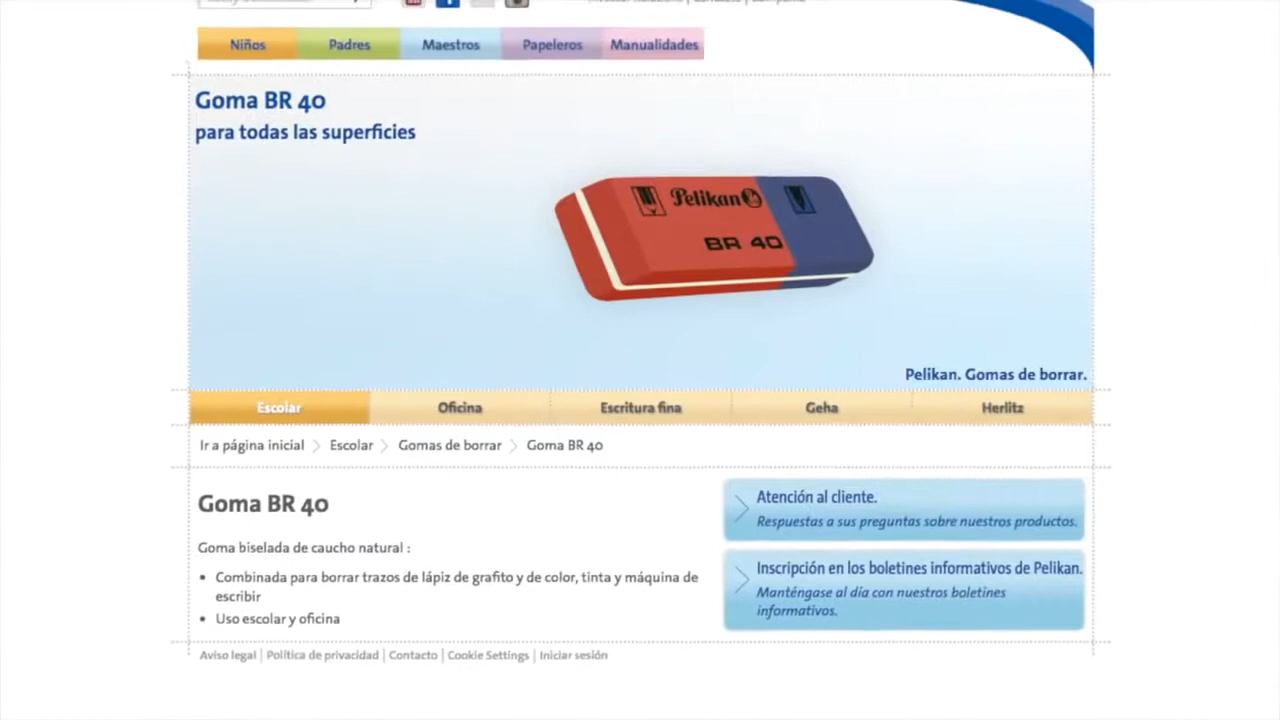 Niños Padres Maestros Papeleros Manualidades
Goma BR 40
para todas las superficies
Pelikan
BR 40
Pelikan. Gomas de borrar.
Escolar Oficina Escritura fina Geha Herlitz
Ir a página inicial Escolar Gomas de borrar Goma BR 40
Goma BR 40
Goma biselada de caucho natural :
• Combinada para borrar trazos de lápiz de grafito y de color, tinta y máquina de
escribir
• Uso escolar y oficina
Atención al cliente.
Respuestas a sus preguntas sobre nuestros productos.
Inscripción en los boletines informativos de Pelikan.
Manténgase al día con nuestros boletines
informativos.
Aviso legal | Política de privacidad | Contacto | Cookie Settings | Iniciar sesión